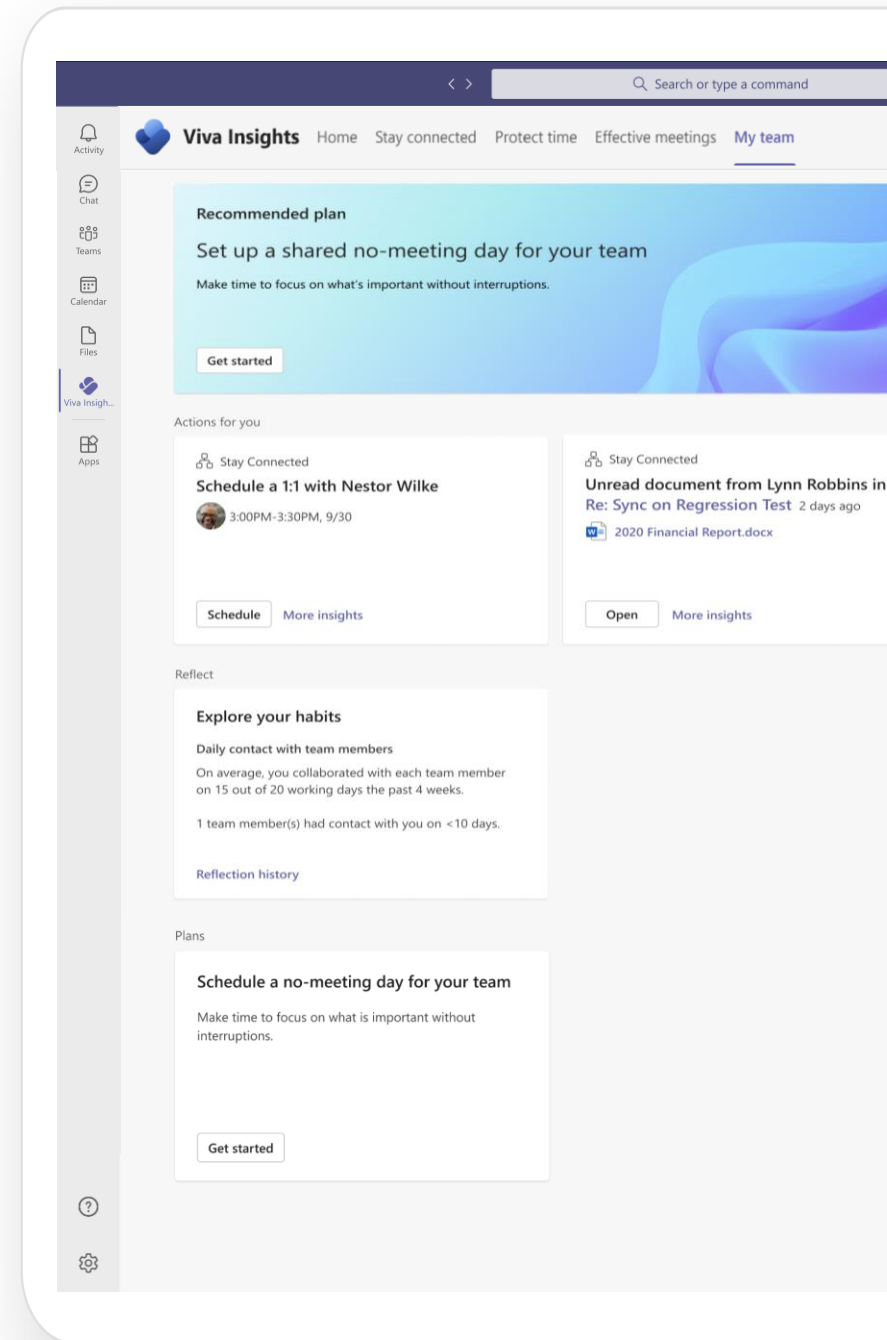 Search or type a command
Activity
Chat
Teams
Calendar
Files
Viva Insigh...
Apps
Viva Insights Home Stay connected Protect time Effective meetings My team
Recommended plan
Set up a shared no-meeting day for your team
Make time to focus on what's important without interruptions.
Get started
Actions for you
Stay Connected
Schedule a 1:1 with Nestor Wilke
3:00PM-3:30PM, 9/30
Schedule More insights
Stay Connected
Unread document from Lynn Robbins in
Re: Sync on Regression Test 2 days ago
2020 Financial Report.docx
Open More insights
Reflect
Explore your habits
Daily contact with team members
On average, you collaborated with each team member
on 15 out of 20 working days the past 4 weeks.
1 team member(s) had contact with you on <10 days.
Reflection history
Plans
Schedule a no-meeting day for your team
Make time to focus on what is important without
interruptions.
Get started